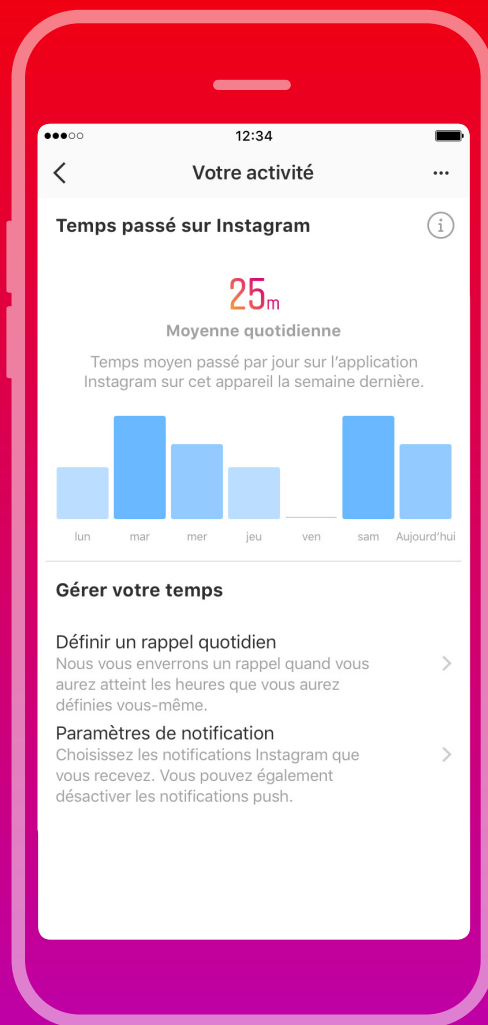 12:34
Votre activité
Temps passé sur Instagram
i
25m
Moyenne quotidienne
Temps moyen passé par jour sur l'application
Instagram sur cet appareil la semaine dernière.
lun mar mer jeu ven sam Aujourd'hui
Gérer votre temps
Définir un rappel quotidien
Nous vous enverrons un rappel quand vous
aurez atteint les heures que vous aurez
définies vous-même.
Paramètres de notification
Choisissez les notifications Instagram que
vous recevez. Vous pouvez également
désactiver les notifications push.